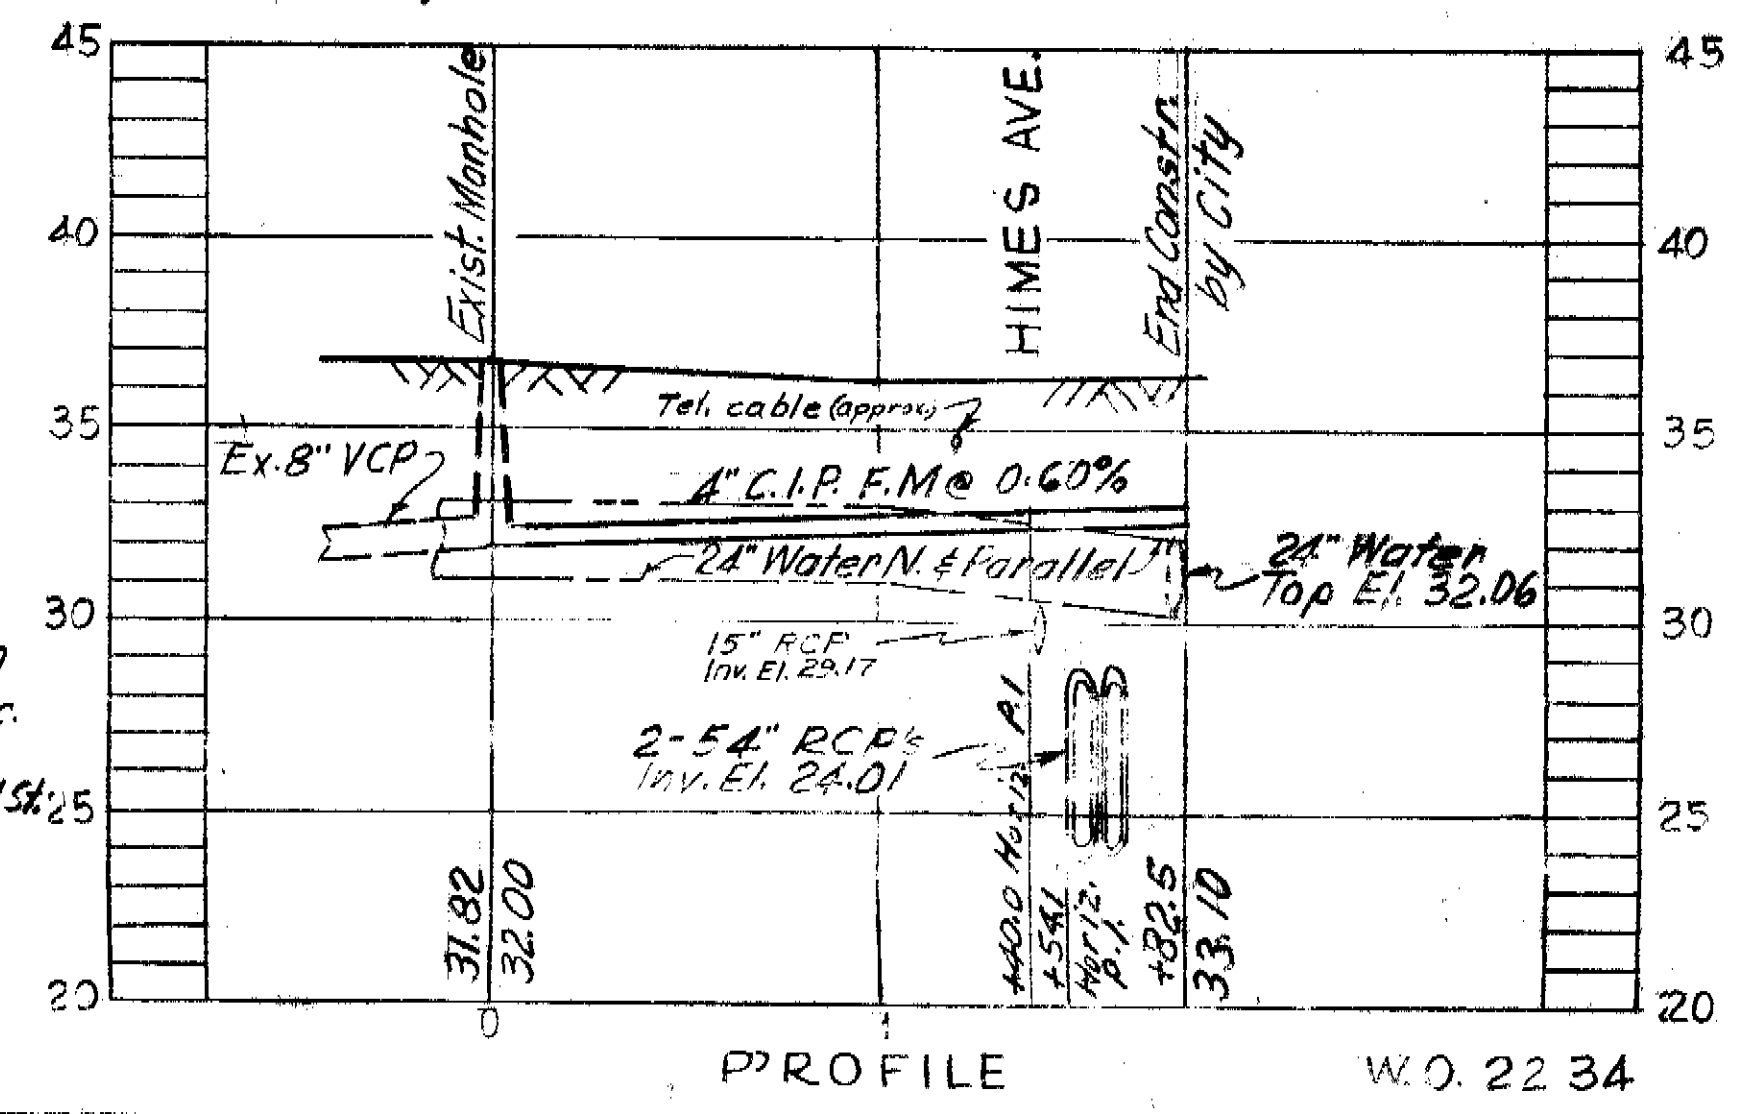 45
45
40
40
35
35
30
30
25
25
20
20
Exist. Manhole
HIMES AVE.
End Constr.
by City
Tel. cable (approx.)
Ex. 8" VCP
4" C.I.P. F.M @ 0.60%
24" Water N. & Parallel
24" Water
Top El. 32.06
15" RCP
Inv. El. 29.17
2-54" RCP's
Inv. El. 24.01
31.82
32.00
+40.0 Horiz. P.I
+54.1
Horiz.
P.I.
+82.5
33.10
0
1
PROFILE
W.O. 2234